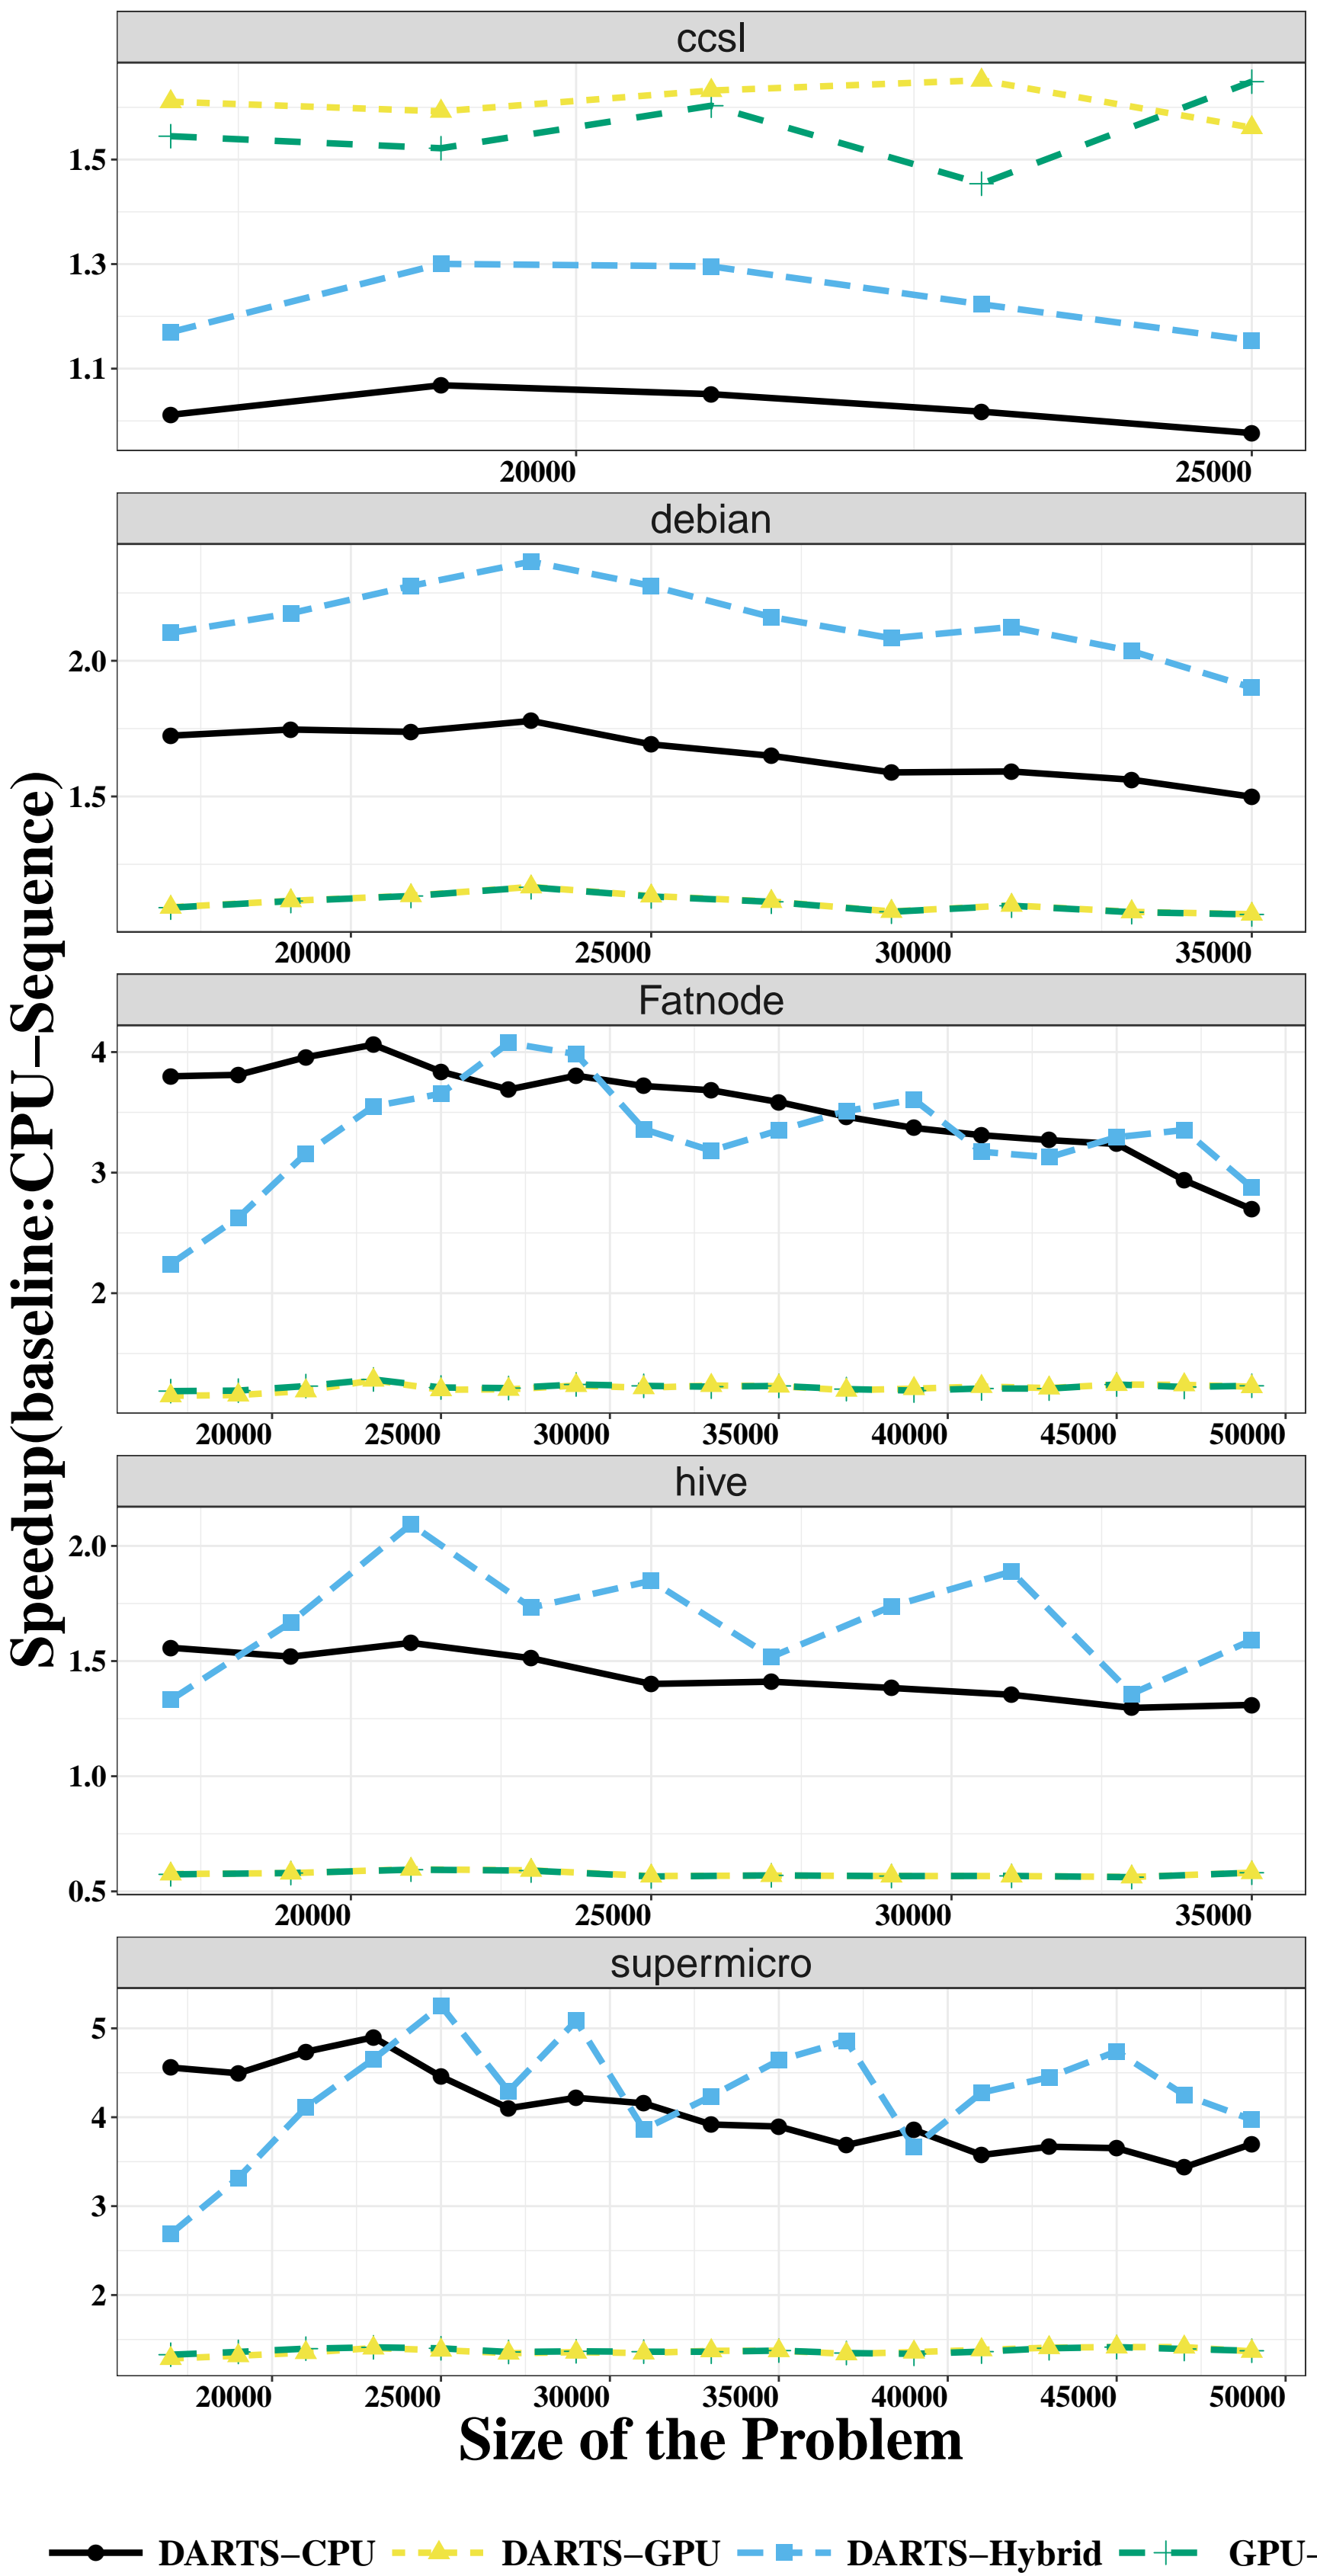 ccsl
1.5
1.3
1.1
20000 25000
debian
2.0
1.5
20000 25000 30000 35000
Fatnode
4
3
2
20000 25000 30000 35000 40000 45000 50000
hive
2.0
1.5
1.0
0.5
20000 25000 30000 35000
supermicro
5
4
3
2
20000 25000 30000 35000 40000 45000 50000
Speedup(baseline:CPU−Sequence)
Size of the Problem
DARTS−CPU DARTS−GPU DARTS−Hybrid GPU−